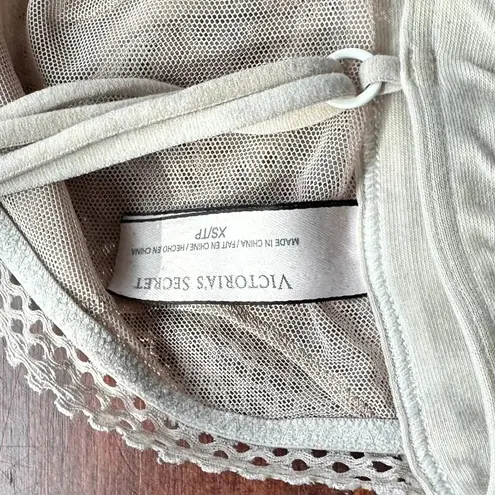 VICTORIA'S SECRET
MADE IN CHINA / FAIT EN CHINE / HECHO EN CHINA
XS/TP